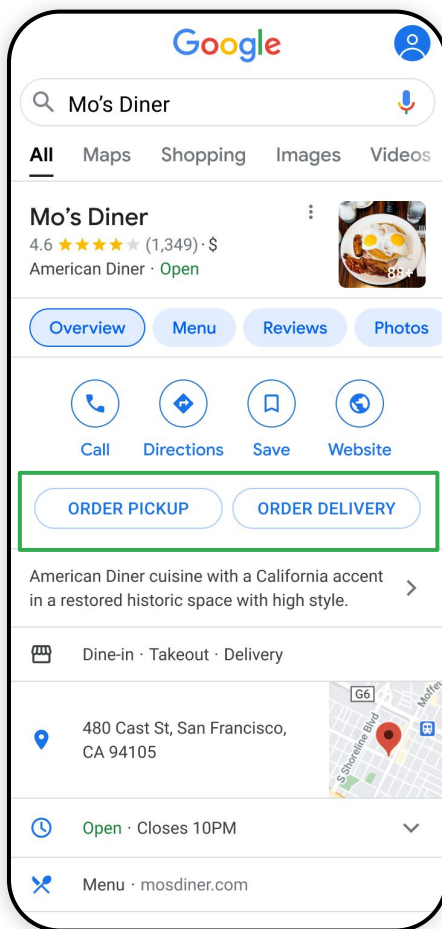 Google
Mo’s Diner
All Maps Shopping Images Videos
Mo’s Diner
4.6 ★★★★★ (1,349) · $
American Diner · Open
88+
Overview Menu Reviews Photos
Call Directions Save Website
ORDER PICKUP ORDER DELIVERY
American Diner cuisine with a California accent
in a restored historic space with high style.
Dine-in · Takeout · Delivery
480 Cast St, San Francisco,
CA 94105
G6
Moffet
S Shoreline Blvd
Open · Closes 10PM
Menu · mosdiner.com